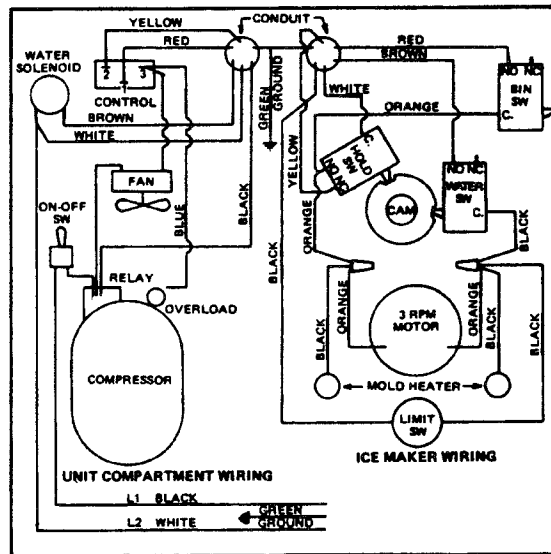 YELLOW
CONDUIT
RED
RED
BROWN
WATER
SOLENOID
2
3
1
CONTROL
BROWN
WHITE
GREEN
GROUND
WHITE
NO NC
BIN
SW
C.
ORANGE
YELLOW
C.
HOLD
SW
NO NC
NO NC
WATER
SW
C.
CAM
FAN
ON-OFF
SW
BLUE
BLACK
BLACK
ORANGE
BLACK
RELAY
OVERLOAD
COMPRESSOR
3 RPM
MOTOR
BLACK
ORANGE
ORANGE
BLACK
BLACK
MOLD HEATER
LIMIT
SW
UNIT COMPARTMENT WIRING
ICE MAKER WIRING
L1 BLACK
GREEN
L2 WHITE
GROUND